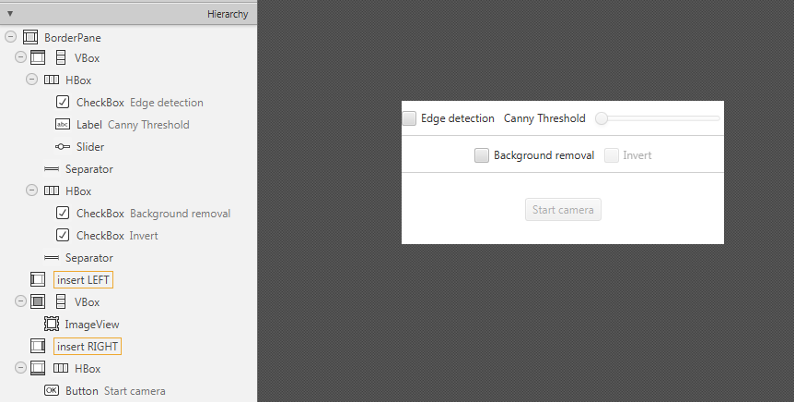 Hierarchy
BorderPane
VBox
HBox
CheckBox Edge detection
abc Label Canny Threshold
Slider
Separator
HBox
CheckBox Background removal
CheckBox Invert
Separator
insert LEFT
VBox
ImageView
insert RIGHT
HBox
OK Button Start camera
Edge detection Canny Threshold
Background removal Invert
Start camera